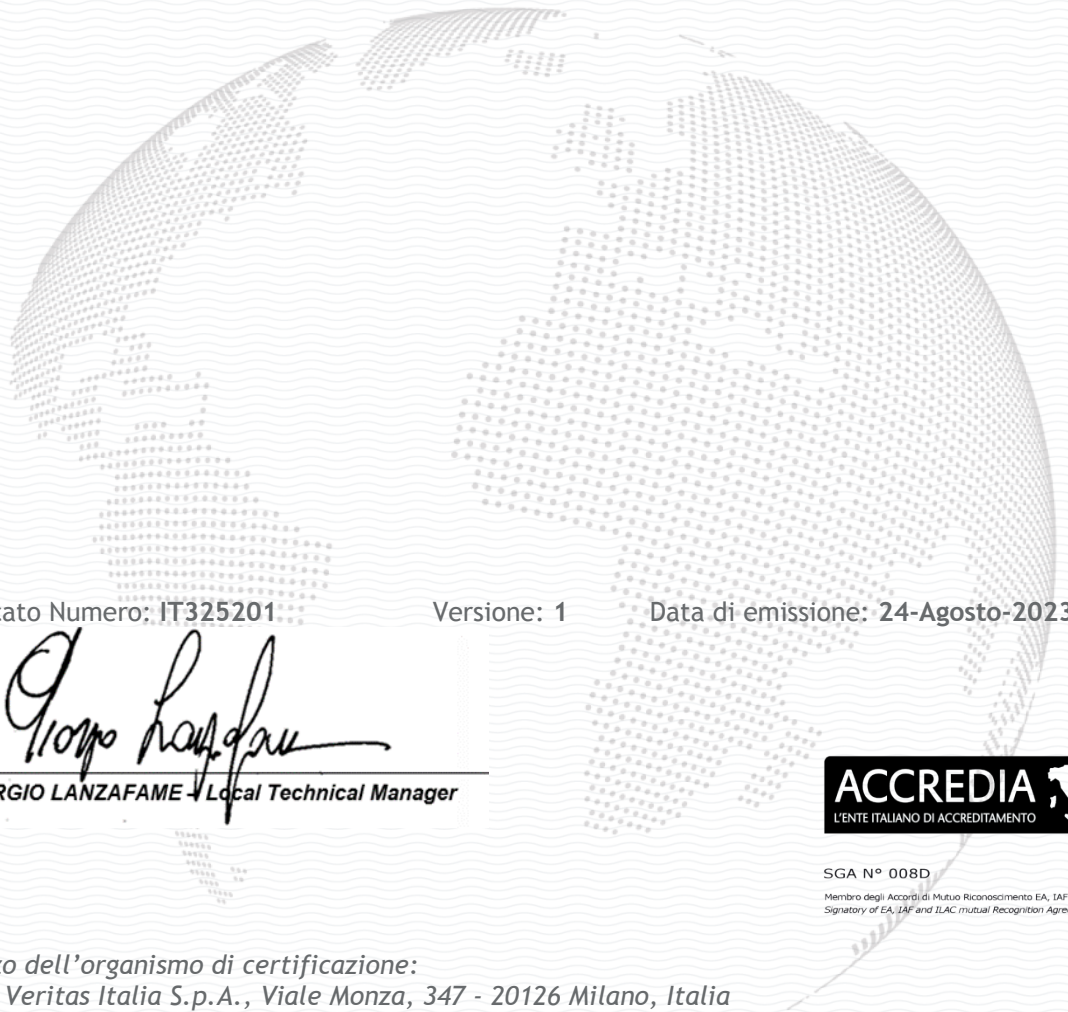 cato Numero: IT325201 Versione: 1 Data di emissione: 24-Agosto-2023
RGIO LANZAFAME - Local Technical Manager
ACCREDIA
L'ENTE ITALIANO DI ACCREDITAMENTO
SGA N° 008D
Membro degli Accordi di Mutuo Riconoscimento EA, IAF
Signatory of EA, IAF and ILAC mutual Recognition Agre
zo dell'organismo di certificazione:
Veritas Italia S.p.A., Viale Monza, 347 - 20126 Milano, Italia